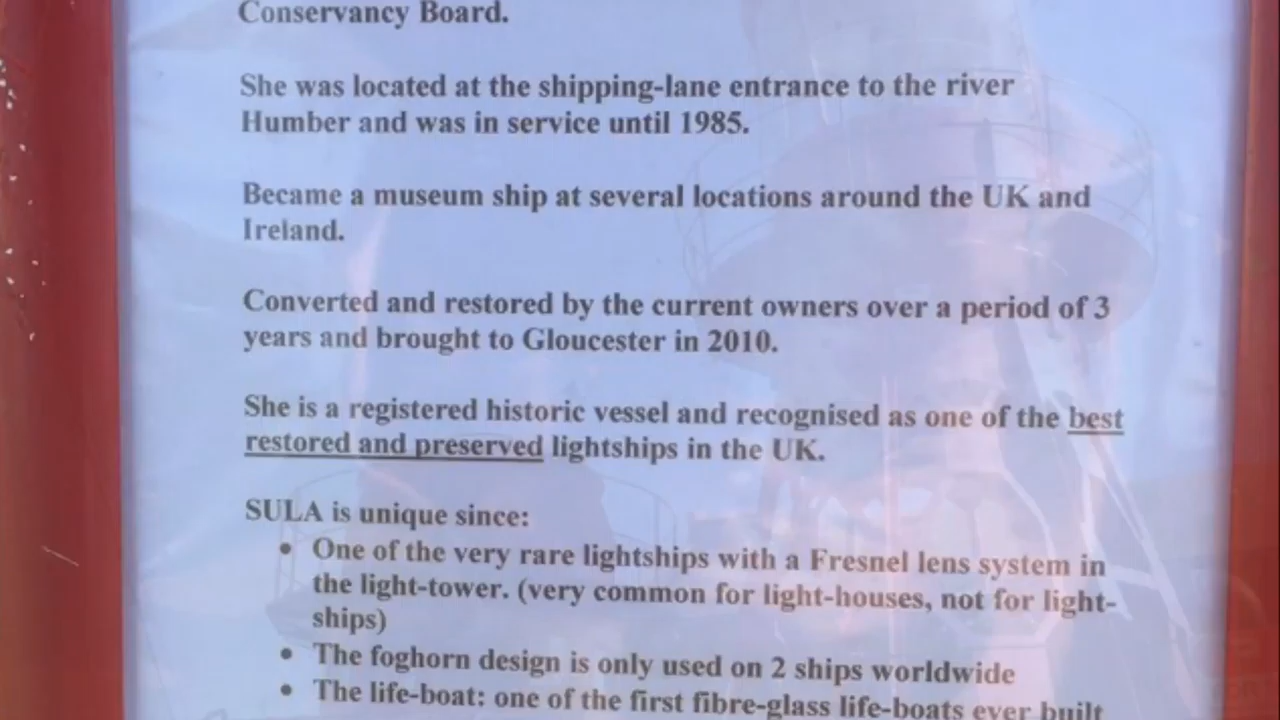 Conservancy Board.
She was located at the shipping-lane entrance to the river
Humber and was in service until 1985.
Became a museum ship at several locations around the UK and
Ireland.
Converted and restored by the current owners over a period of 3
years and brought to Gloucester in 2010.
She is a registered historic vessel and recognised as one of the best
restored and preserved lightships in the UK.
SULA is unique since:
• One of the very rare lightships with a Fresnel lens system in
the light-tower. (very common for light-houses, not for light-
ships)
• The foghorn design is only used on 2 ships worldwide
• The life-boat: one of the first fibre-glass life-boats ever built